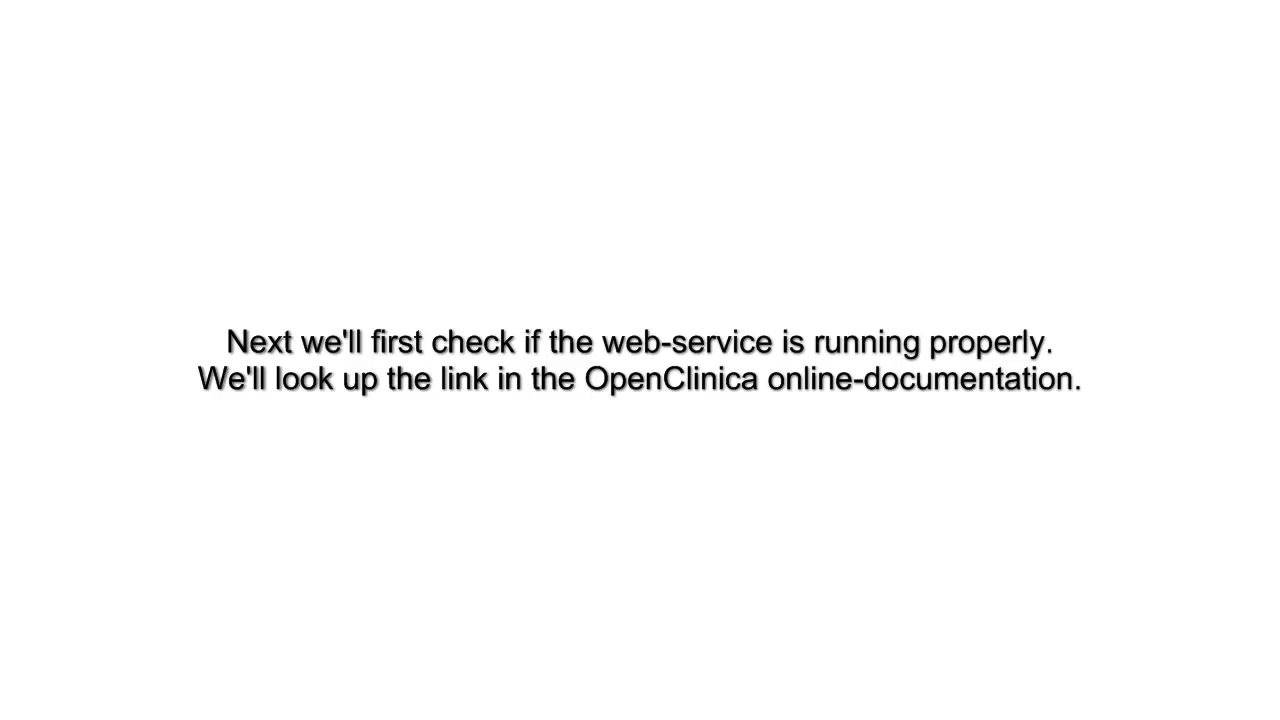 Next we'll first check if the web-service is running properly.
We'll look up the link in the OpenClinica online-documentation.